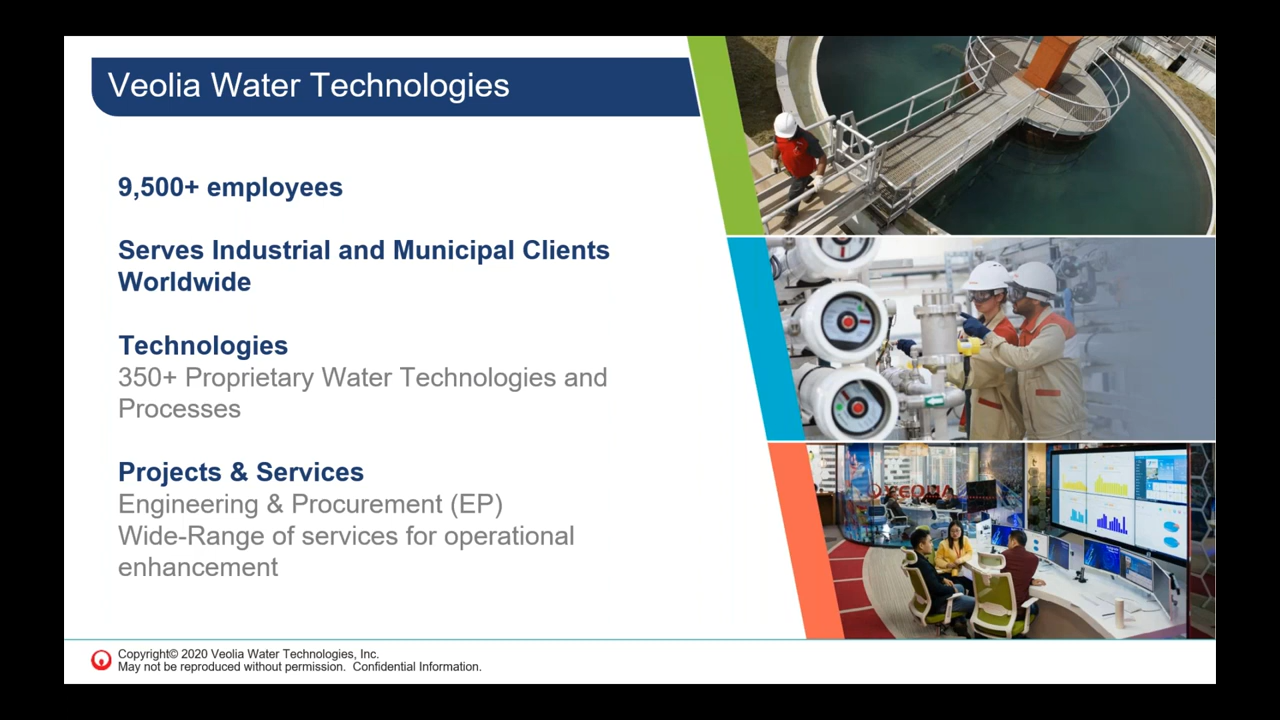 Veolia Water Technologies
9,500+ employees
Serves Industrial and Municipal Clients
Worldwide
Technologies
350+ Proprietary Water Technologies and
Processes
Projects & Services
Engineering & Procurement (EP)
Wide-Range of services for operational
enhancement
VEOLIA
Copyright© 2020 Veolia Water Technologies, Inc.
May not be reproduced without permission. Confidential Information.